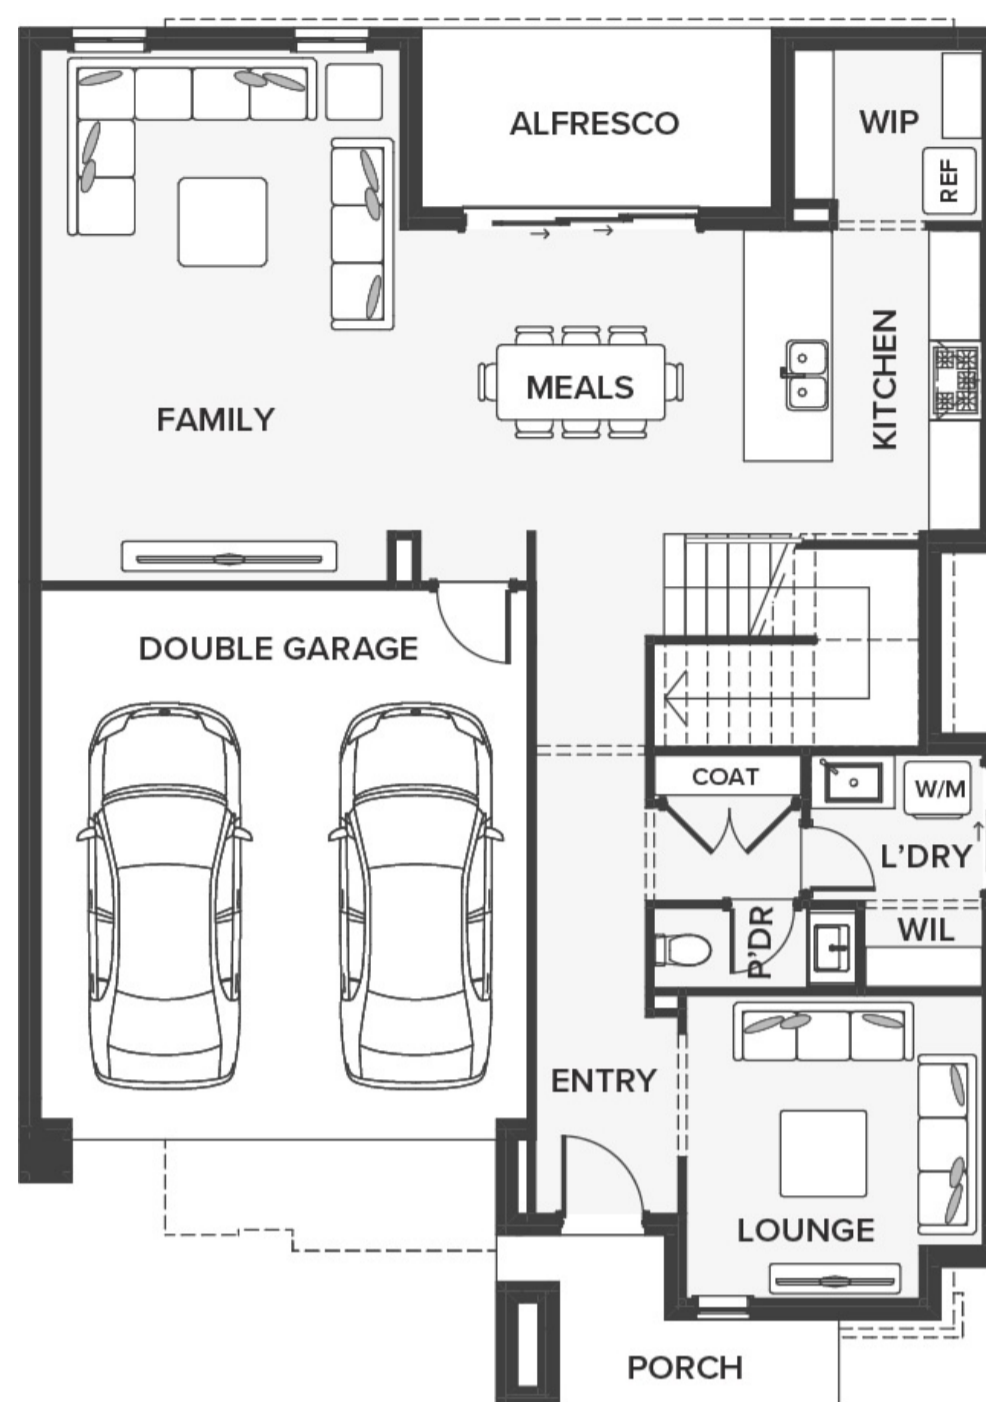 ALFRESCO
WIP
REF
KITCHEN
MEALS
FAMILY
DOUBLE GARAGE
COAT
W/M
L'DRY
WIL
P'DR
ENTRY
LOUNGE
PORCH